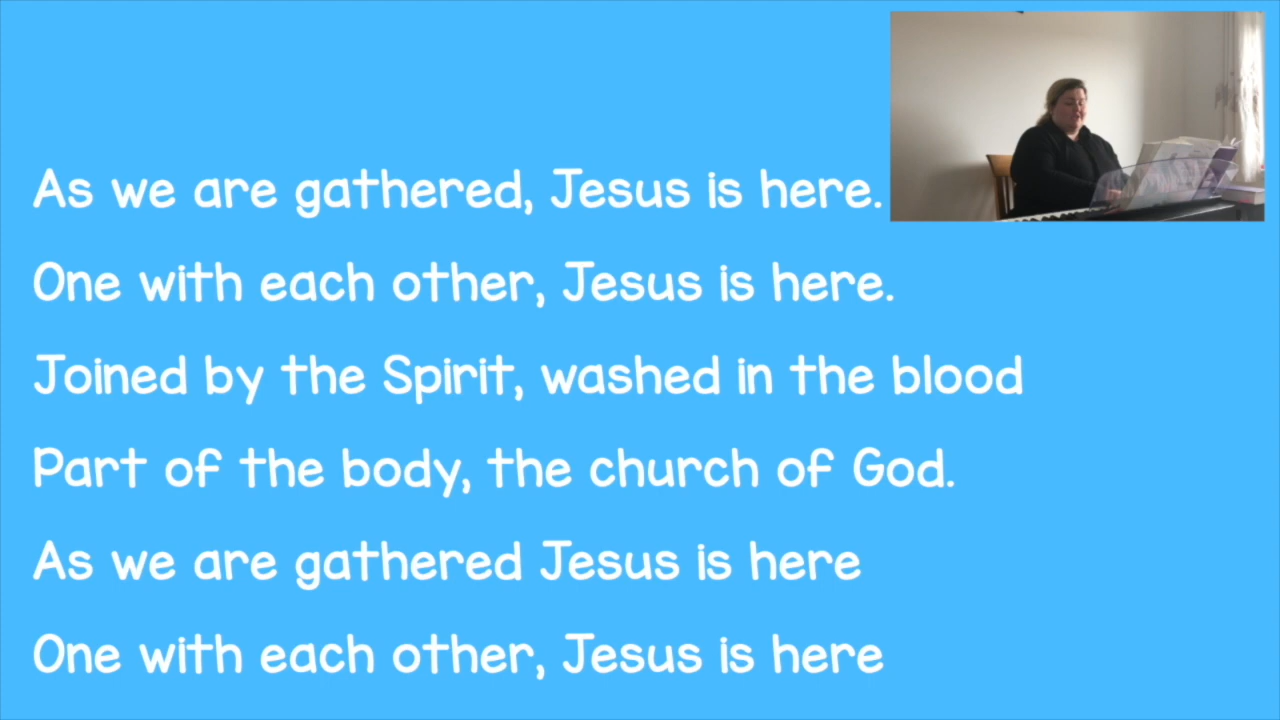 As we are gathered, Jesus is here.
One with each other, Jesus is here.
Joined by the Spirit, washed in the blood
Part of the body, the church of God.
As we are gathered Jesus is here
One with each other, Jesus is here